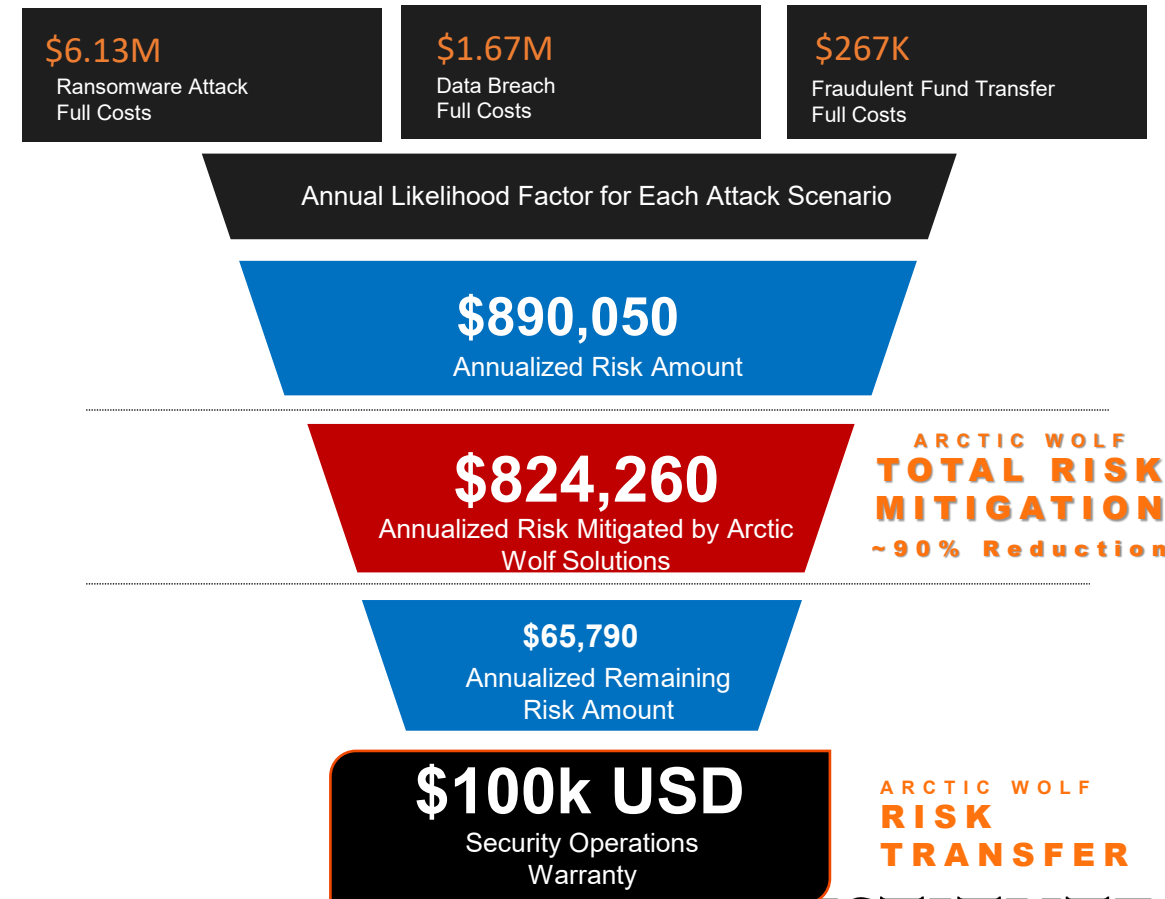 $6.13M
Ransomware Attack
Full Costs
$1.67M
Data Breach
Full Costs
$267K
Fraudulent Fund Transfer
Full Costs
Annual Likelihood Factor for Each Attack Scenario
$890,050
Annualized Risk Amount
$824,260
Annualized Risk Mitigated by Arctic
Wolf Solutions
ARCTIC WOLF
TOTAL RISK
MITIGATION
~90% Reduction
$65,790
Annualized Remaining
Risk Amount
$100k USD
Security Operations
Warranty
ARCTIC WOLF
RISK
TRANSFER